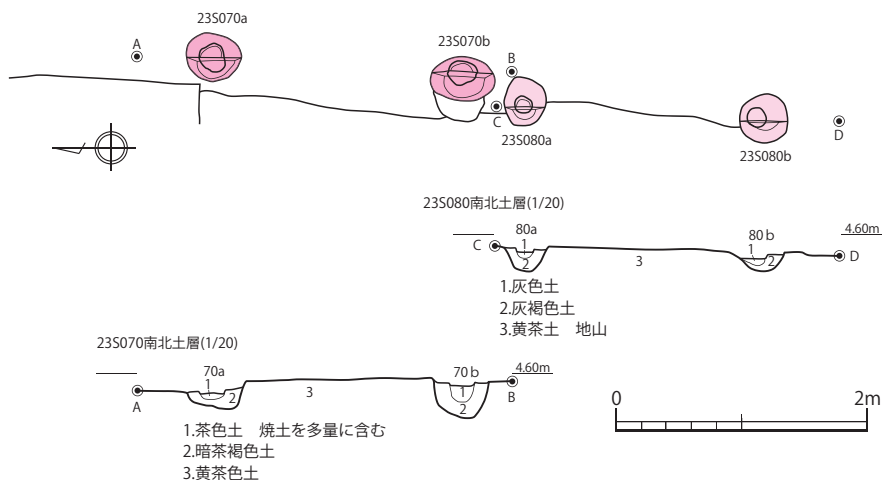 23S070a
A
23S070b
B
C
23S080a
D
23S080b
23S080南北土層(1/20)
80a
80b
4.60m
C
1
1
2
2
3
D
1.灰色土
2.灰褐色土
3.黄茶土　地山
23S070南北土層(1/20)
70a
70b
4.60m
1
2
3
1
2
A
B
1.茶色土　焼土を多量に含む
2.暗茶褐色土
3.黄茶色土
0
2m